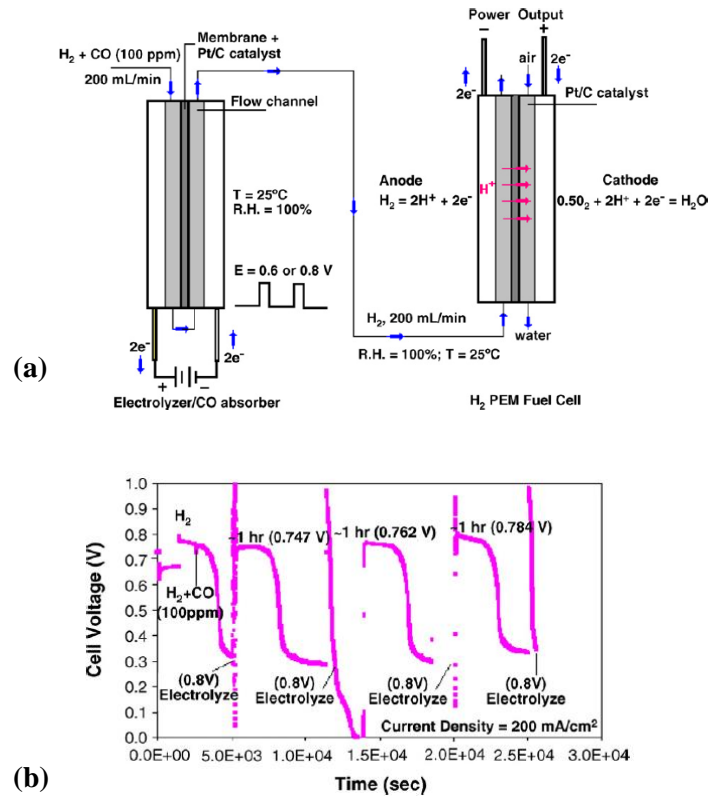 H2 + CO (100 ppm)
200 mL/min
Membrane +
Pt/C catalyst
Flow channel
T = 25ºC
R.H. = 100%
E = 0.6 or 0.8 V
2e-
2e-
+
−
Electrolyzer/CO absorber
(a)
Power Output
−
+
air
2e-
2e-
Pt/C catalyst
Anode
H2 = 2H+ + 2e-
H+
Cathode
0.5O2 + 2H+ + 2e- = H2O
H2, 200 mL/min
R.H. = 100%; T = 25ºC
water
H2 PEM Fuel Cell
Cell Voltage (V)
1.0
0.9
0.8
0.7
0.6
0.5
0.4
0.3
0.2
0.1
0.0
H2
H2+CO
(100ppm)
~1 hr (0.747 V)
~1 hr (0.762 V)
~1 hr (0.784 V)
(0.8V)
Electrolyze
(0.8V)
Electrolyze
(0.8V)
Electrolyze
(0.8V)
Electrolyze
Current Density = 200 mA/cm2
0.0E+00 5.0E+03 1.0E+04 1.5E+04 2.0E+04 2.5E+04 3.0E+04
Time (sec)
(b)